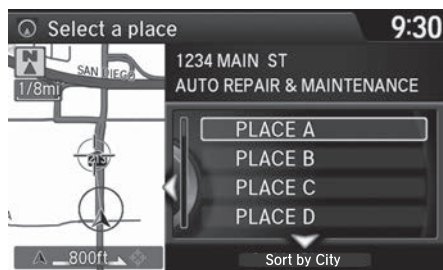 Select a place
9:30
N
1/8mi
SAN DIEGO
1234 MAIN ST
AUTO REPAIR & MAINTENANCE
PLACE A
PLACE B
PLACE C
PLACE D
800ft
Sort by City